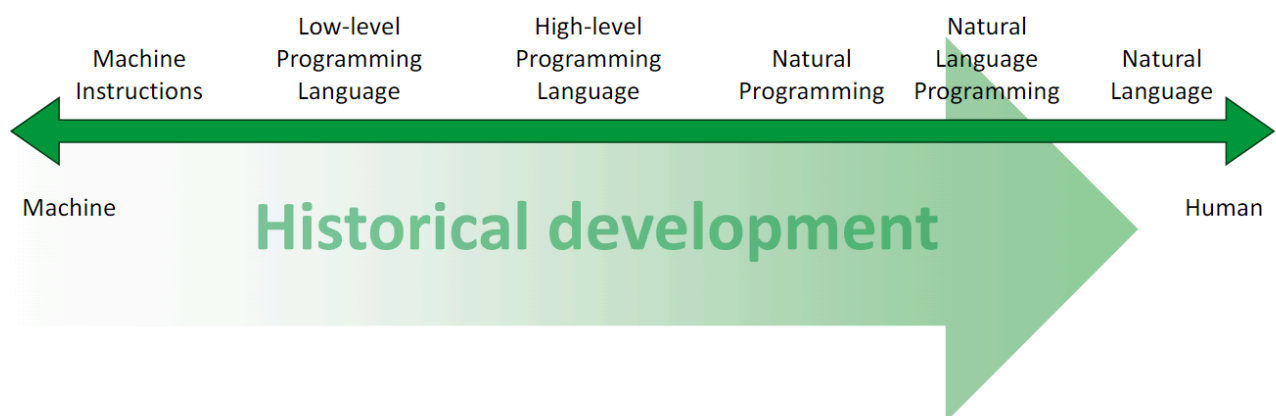 Machine
Instructions
Low-level
Programming
Language
High-level
Programming
Language
Natural
Programming
Natural
Language
Programming
Natural
Language
Machine
Human
Historical development